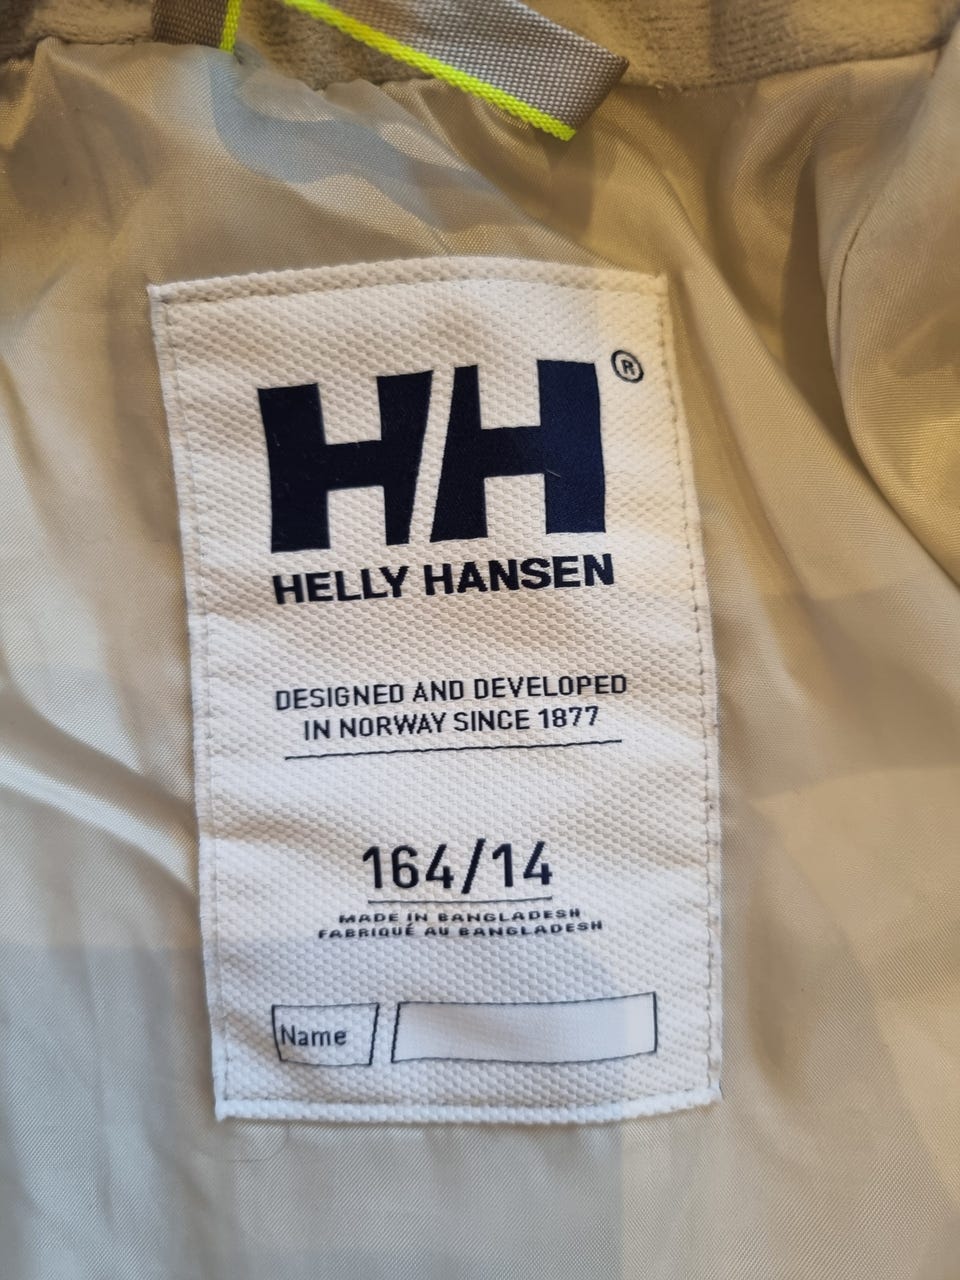 HH®
HELLY HANSEN
DESIGNED AND DEVELOPED
IN NORWAY SINCE 1877
164/14
MADE IN BANGLADESH
FABRIQUÉ AU BANGLADESH
Name